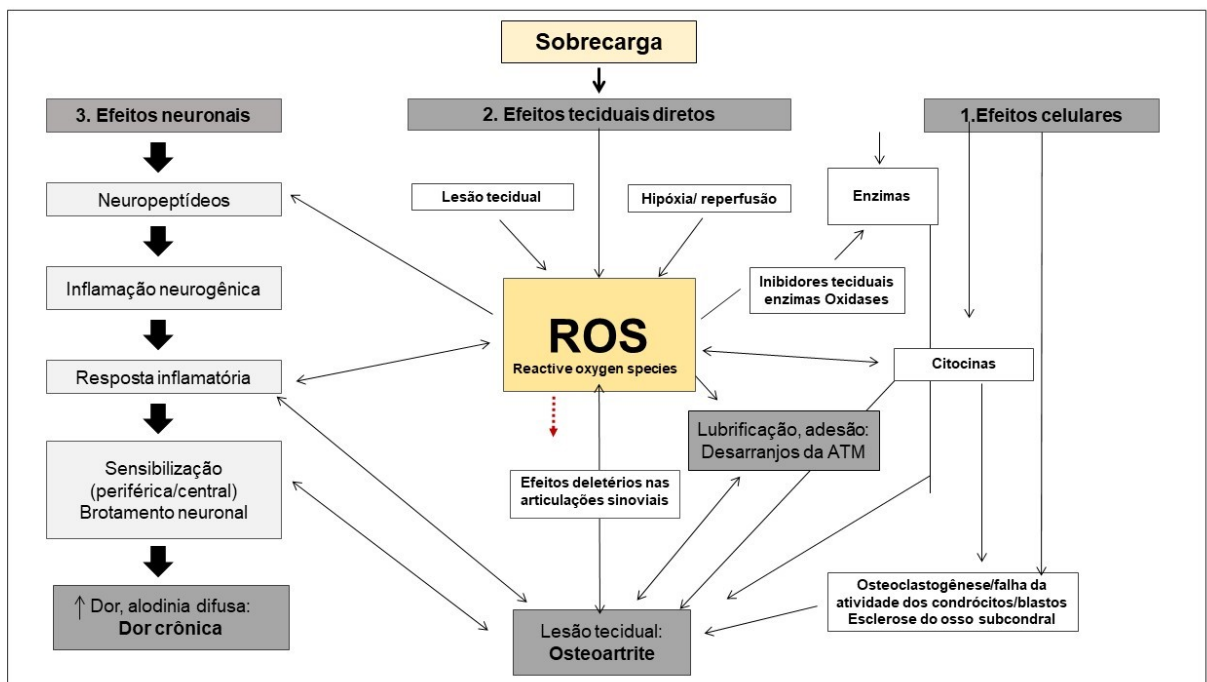 Sobrecarga
3. Efeitos neuronais
2. Efeitos teciduais diretos
1.Efeitos celulares
Neuropeptídeos
Lesão tecidual
Hipóxia/ reperfusão
Enzimas
Inflamação neurogênica
Inibidores teciduais
enzimas Oxidases
ROS
Reactive oxygen species
Resposta inflamatória
Citocinas
Lubrificação, adesão:
Desarranjos da ATM
Sensibilização
(periférica/central)
Brotamento neuronal
Efeitos deletérios nas
articulações sinoviais
↑ Dor, alodinia difusa:
Dor crônica
Lesão tecidual:
Osteoartrite
Osteoclastogênese/falha da
atividade dos condrócitos/blastos
Esclerose do osso subcondral